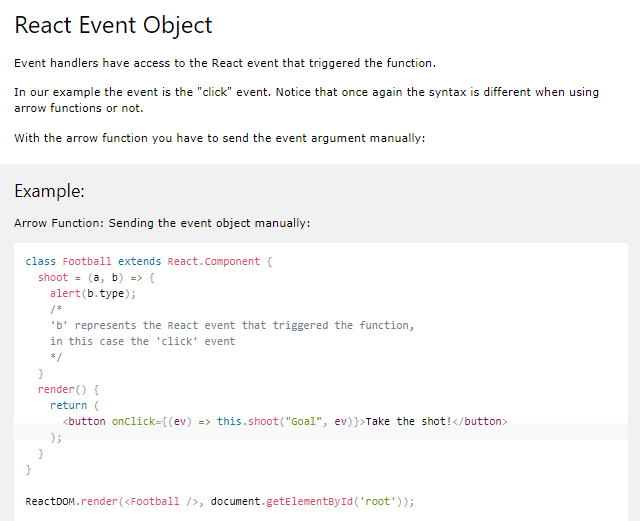 React Event Object
Event handlers have access to the React event that triggered the function.
In our example the event is the "click" event. Notice that once again the syntax is different when using
arrow functions or not.
With the arrow function you have to send the event argument manually:
Example:
Arrow Function: Sending the event object manually:
class Football extends React.Component {
  shoot = (a, b) => {
    alert(b.type);
    /*
    'b' represents the React event that triggered the function,
    in this case the 'click' event
    */
  }
  render() {
    return (
      <button onClick={(ev) => this.shoot("Goal", ev)}>Take the shot!</button>
    );
  }
}
ReactDOM.render(<Football />, document.getElementById('root'));